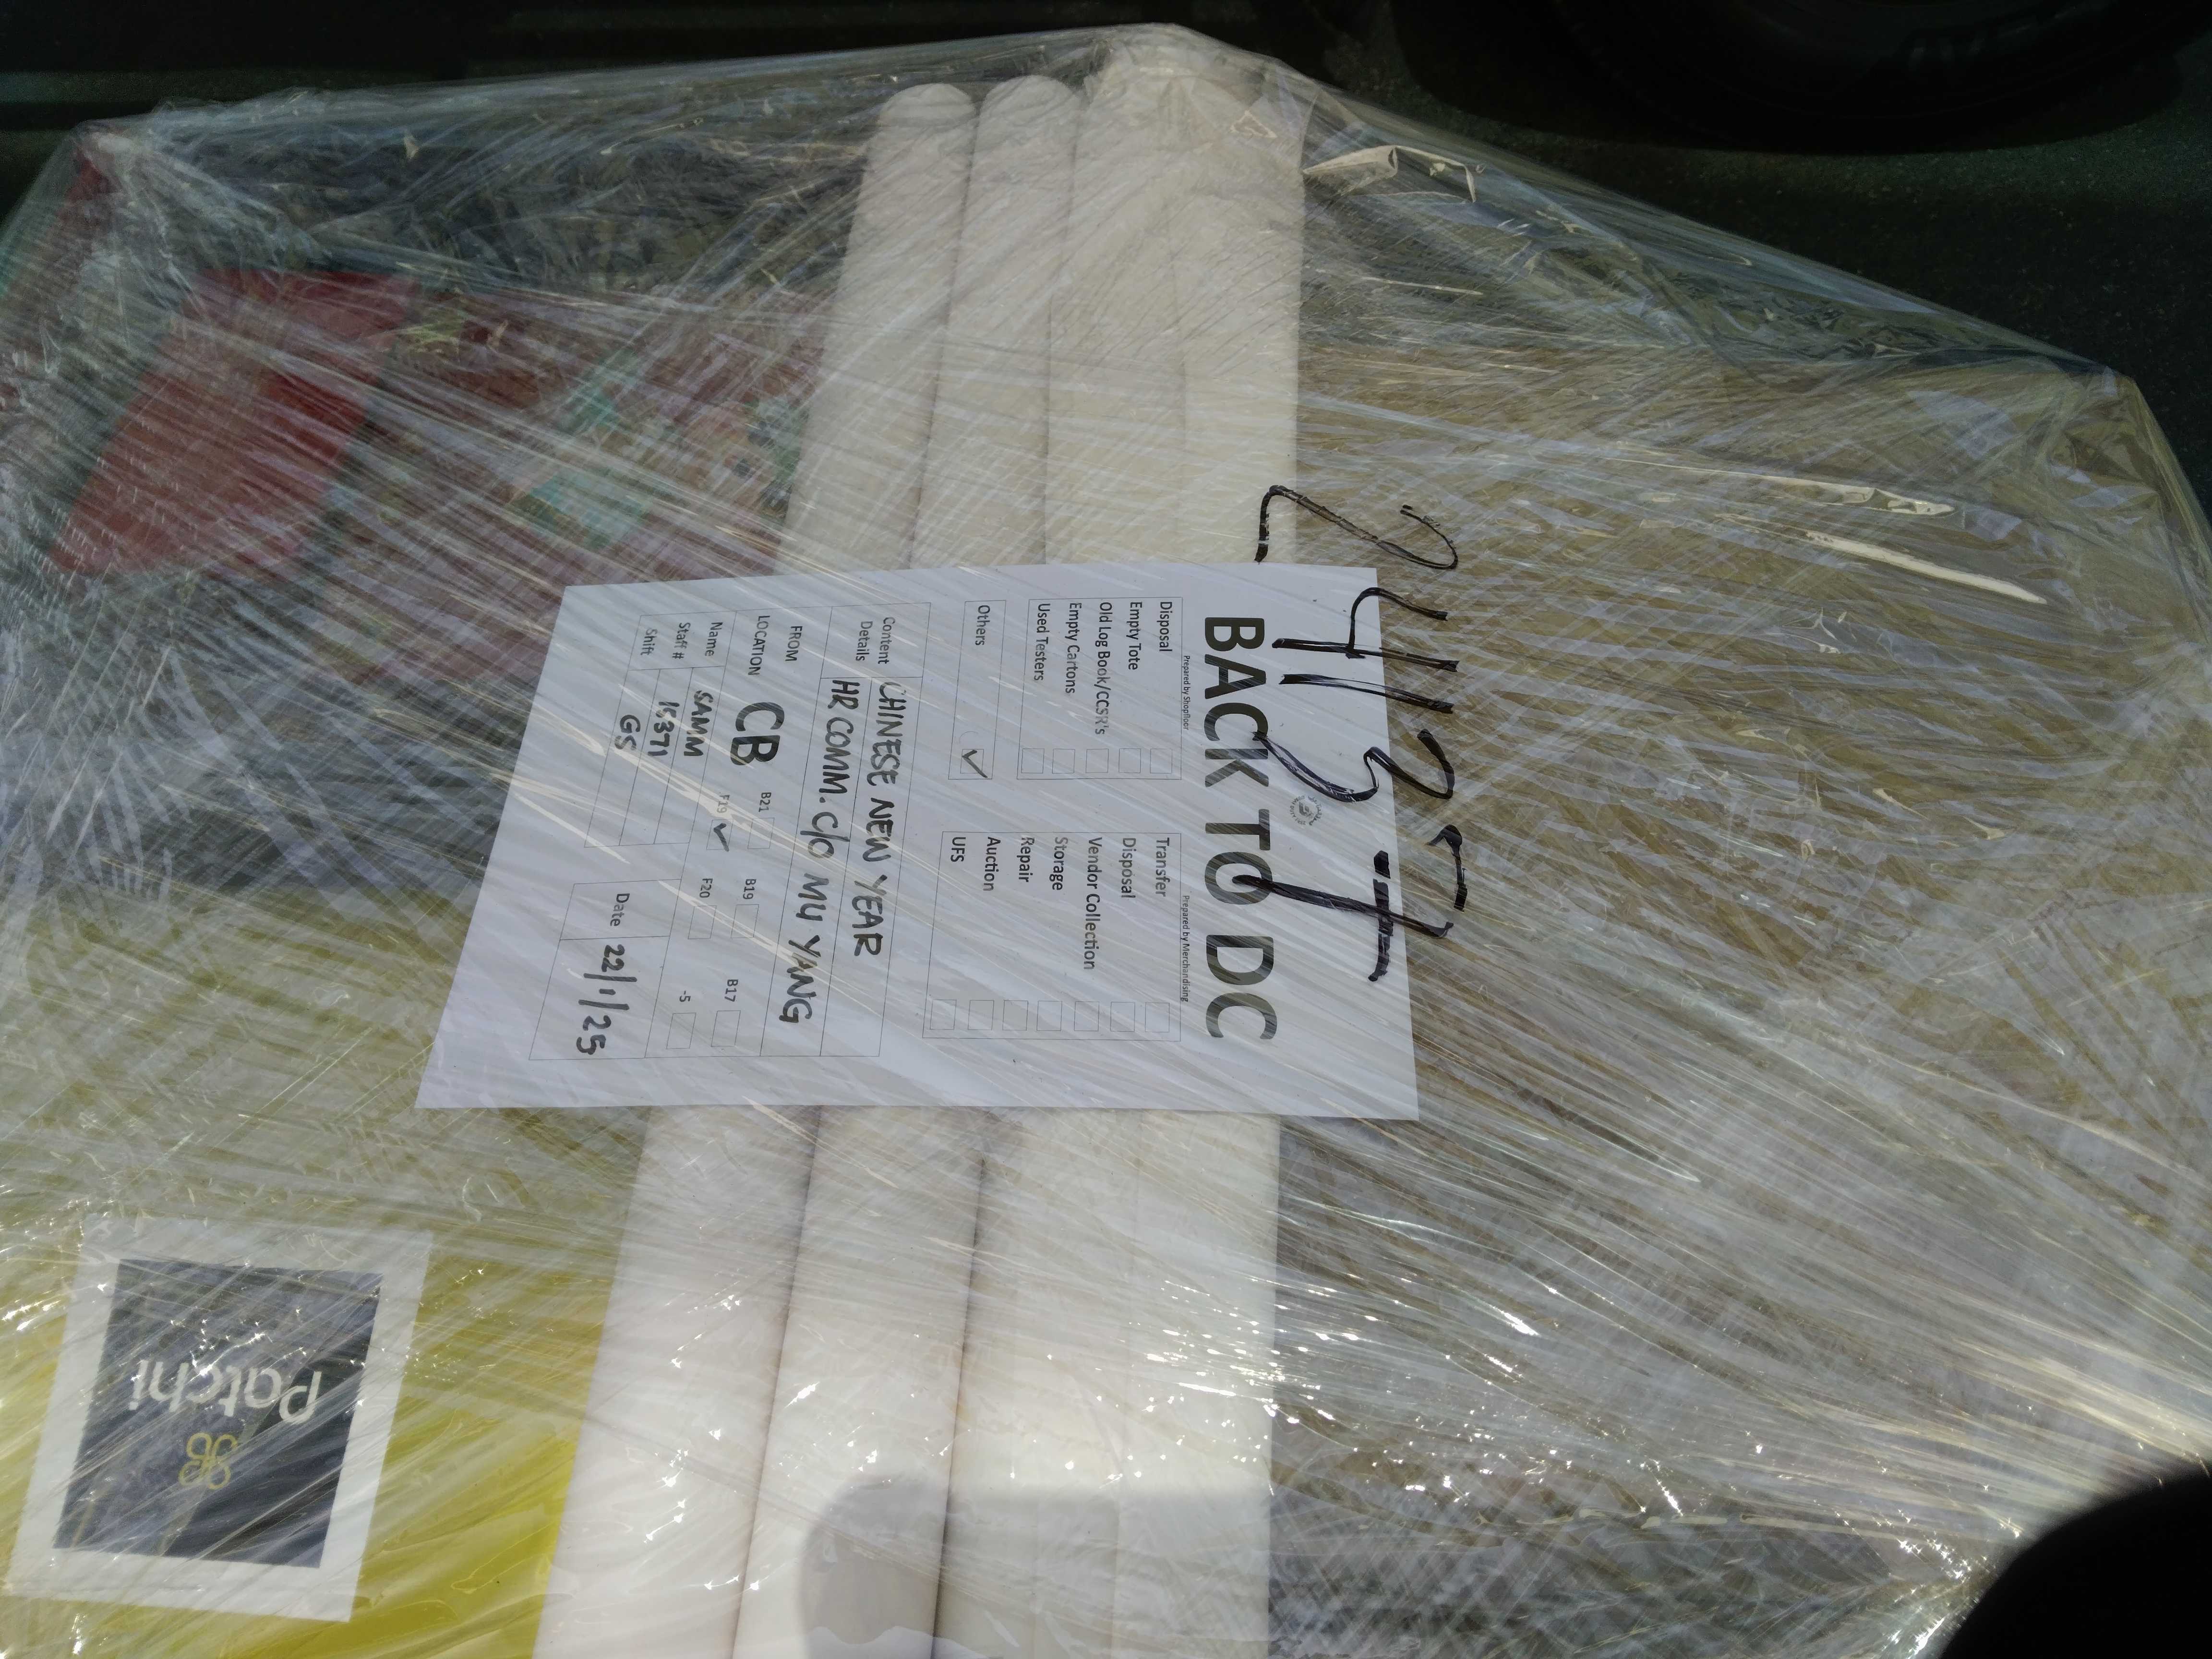 BACK TO DC
Prepared by Shopfloor
Disposal
Empty Tote
Old Log Book/CCSR's
Empty Cartons
Used Testers
Others ✓
Prepared by Merchandising
Transfer
Disposal
Vendor Collection
Storage
Repair
Auction
UFS
Content Details
CHINESE NEW YEAR
HR COMM. C/O MU YANG
FROM LOCATION CB
B21 B19 B17
F19 ✓ F20 -5
Name SAMM
Staff # 15371
Shift GS
Date 22/1/25
Patchi